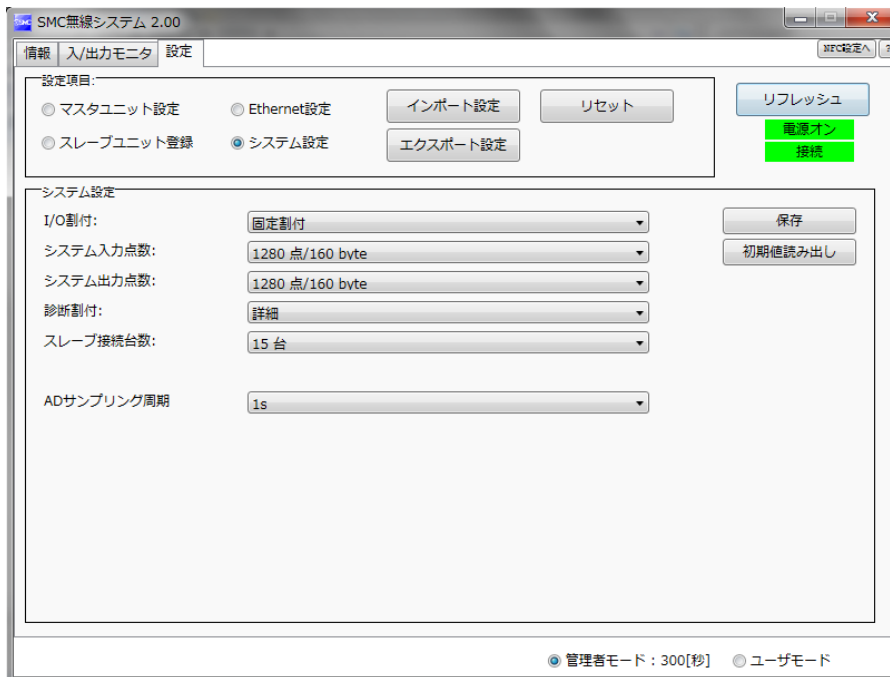 SMC SMC無線システム 2.00
情報 入/出力モニタ 設定 NFC設定へ ?
設定項目:
マスタユニット設定 Ethernet設定 インポート設定 リセット リフレッシュ
電源オン
スレーブユニット登録 システム設定 エクスポート設定 接続
システム設定
I/O割付: 固定割付 保存
システム入力点数: 1280 点/160 byte 初期値読み出し
システム出力点数: 1280 点/160 byte
診断割付: 詳細
スレーブ接続台数: 15 台
ADサンプリング周期 1s
管理者モード：300[秒] ユーザモード